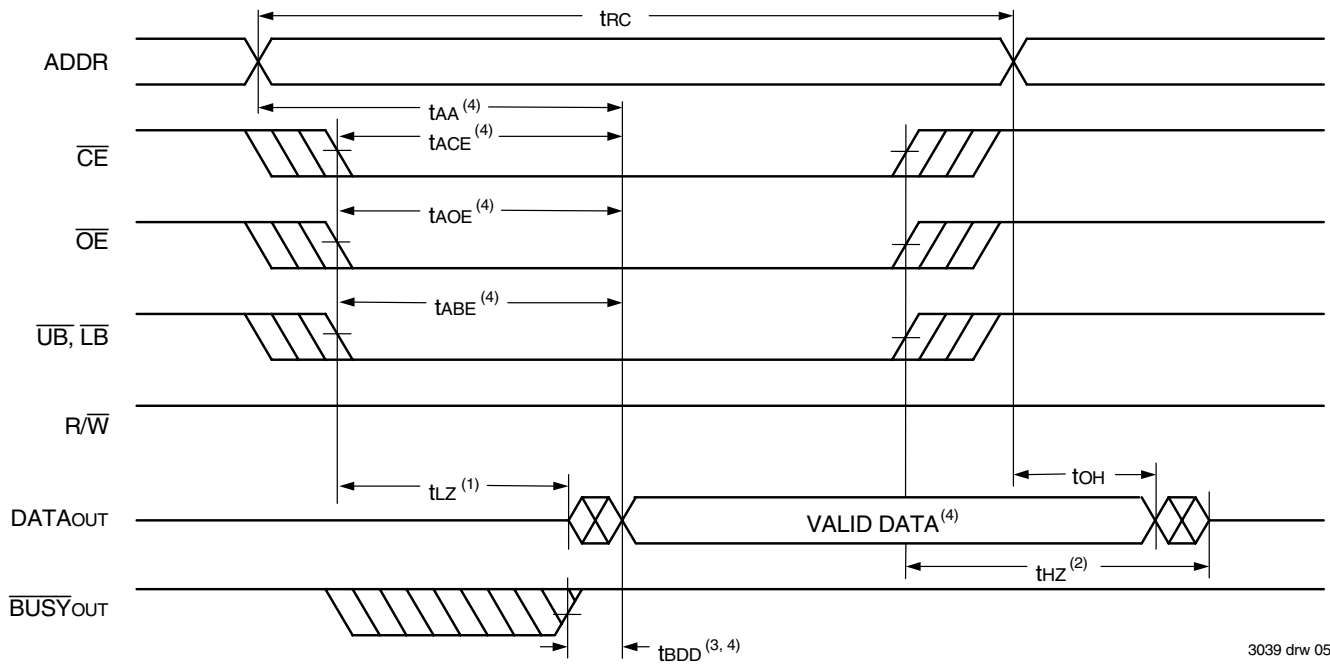 tRC
ADDR
tAA (4)
CE
tACE (4)
OE
tAOE (4)
UB, LB
tABE (4)
R/W
tLZ (1)
tOH
DATAOUT
VALID DATA(4)
tHZ (2)
BUSYOUT
tBDD (3, 4)
3039 drw 05